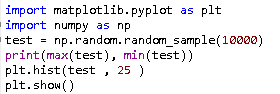 import matplotlib.pyplot as plt
import numpy as np
test = np.random.random_sample(10000)
print(max(test), min(test))
plt.hist(test , 25 )
plt.show()